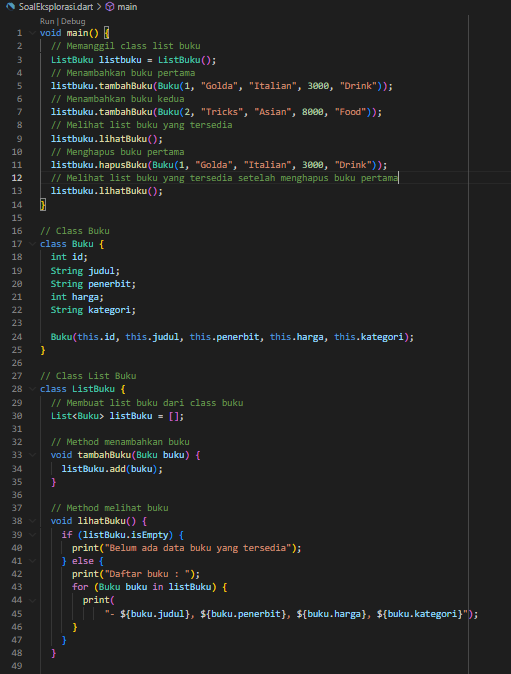 SoalEksplorasi.dart > main
Run | Debug
1 void main() {
2 // Memanggil class list buku
3 ListBuku listbuku = ListBuku();
4 // Menambahkan buku pertama
5 listbuku.tambahBuku(Buku(1, "Golda", "Italian", 3000, "Drink"));
6 // Menambahkan buku kedua
7 listbuku.tambahBuku(Buku(2, "Tricks", "Asian", 8000, "Food"));
8 // Melihat list buku yang tersedia
9 listbuku.lihatBuku();
10 // Menghapus buku pertama
11 listbuku.hapusBuku(Buku(1, "Golda", "Italian", 3000, "Drink"));
12 // Melihat list buku yang tersedia setelah menghapus buku pertama
13 listbuku.lihatBuku();
14 }
15
16 // Class Buku
17 class Buku {
18 int id;
19 String judul;
20 String penerbit;
21 int harga;
22 String kategori;
23
24 Buku(this.id, this.judul, this.penerbit, this.harga, this.kategori);
25 }
26
27 // Class List Buku
28 class ListBuku {
29 // Membuat list buku dari class buku
30 List<Buku> listBuku = [];
31
32 // Method menambahkan buku
33 void tambahBuku(Buku buku) {
34 listBuku.add(buku);
35 }
36
37 // Method melihat buku
38 void lihatBuku() {
39 if (listBuku.isEmpty) {
40 print("Belum ada data buku yang tersedia");
41 } else {
42 print("Daftar buku : ");
43 for (Buku buku in listBuku) {
44 print(
45 "- ${buku.judul}, ${buku.penerbit}, ${buku.harga}, ${buku.kategori}");
46 }
47 }
48 }
49